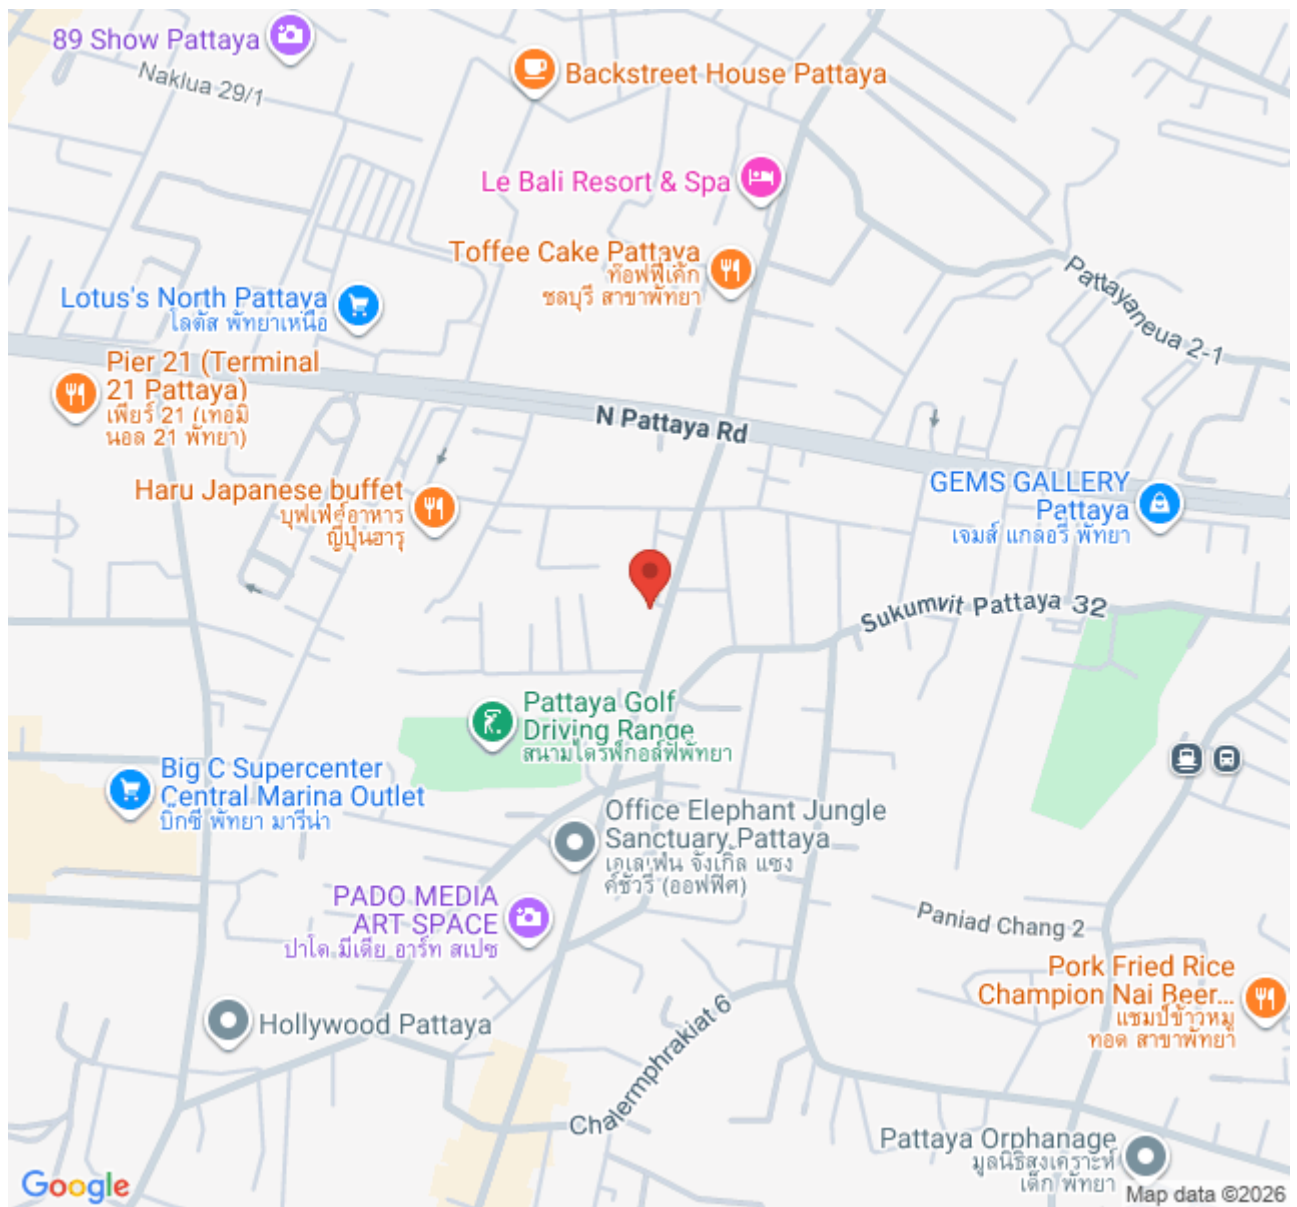 89 Show Pattaya
Naklua 29/1
Backstreet House Pattaya
Le Bali Resort & Spa
Toffee Cake Pattaya
ท๊อฟฟี่เค้ก
ชลบุรี สาขาพัทยา
Pattayaneua 2-1
Lotus's North Pattaya
โลตัส พัทยาเหนือ
Pier 21 (Terminal
21 Pattaya)
เพียร์ 21 (เทอมิ
นอล 21 พัทยา)
N Pattaya Rd
Haru Japanese buffet
บุฟเฟ่ต์อาหาร
ญี่ปุ่นฮารุ
GEMS GALLERY
Pattaya
เจมส์ แกลอรี่ พัทยา
Sukumvit Pattaya 32
Pattaya Golf
Driving Range
สนามไดร์ฟกอล์ฟพัทยา
Big C Supercenter
Central Marina Outlet
บิ๊กซี พัทยา มารีน่า
Office Elephant Jungle
Sanctuary Pattaya
เอเลเฟ่น จังเกิ้ล แซง
ค์ชัวรี่ (ออฟฟิศ)
PADO MEDIA
ART SPACE
ปาโด มีเดีย อาร์ท สเปซ
Paniad Chang 2
Pork Fried Rice
Champion Nai Beer...
แชมป์ข้าวหมู
ทอด สาขาพัทยา
Hollywood Pattaya
Chalermphrakiat 6
Pattaya Orphanage
มูลนิธิสงเคราะห์
เด็ก พัทยา
Google
Map data ©2026